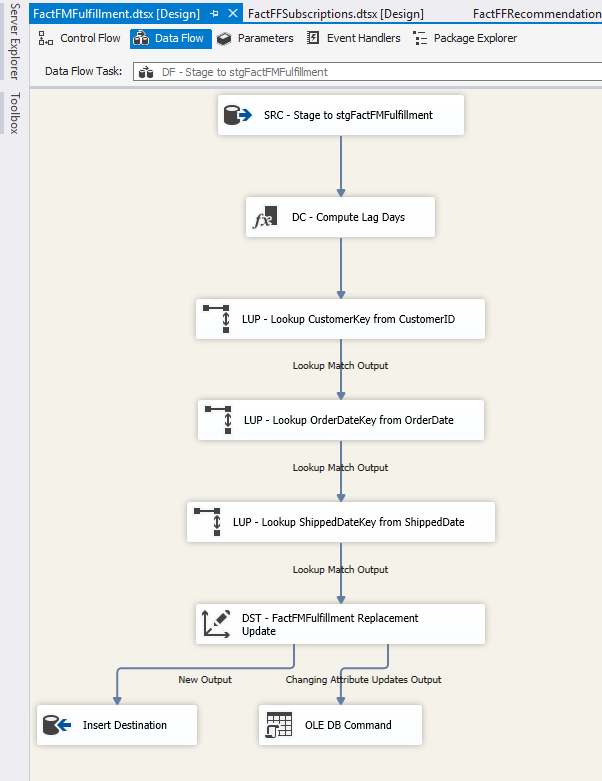 Server Explorer
Toolbox
FactFMFulfillment.dtsx [Design]
FactFFSubscriptions.dtsx [Design]
FactFFRecommendation
Control Flow
Data Flow
Parameters
Event Handlers
Package Explorer
Data Flow Task:
DF - Stage to stgFactFMFulfillment
SRC - Stage to stgFactFMFulfillment
fx
DC - Compute Lag Days
LUP - Lookup CustomerKey from CustomerID
Lookup Match Output
LUP - Lookup OrderDateKey from OrderDate
Lookup Match Output
LUP - Lookup ShippedDateKey from ShippedDate
Lookup Match Output
DST - FactFMFulfillment Replacement
Update
New Output
Changing Attribute Updates Output
Insert Destination
OLE DB Command